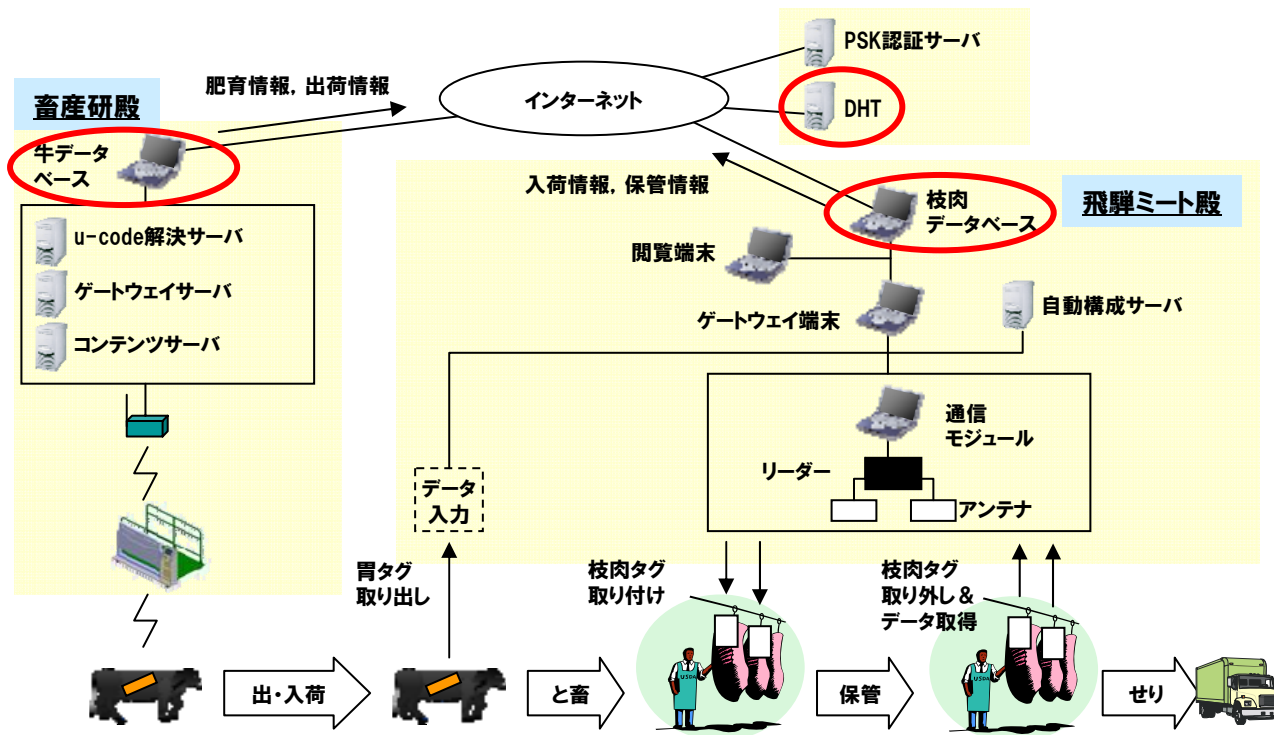 PSK認証サーバ
DHT
インターネット
肥育情報，出荷情報
畜産研殿
牛データ
ベース
u-code解決サーバ
ゲートウェイサーバ
コンテンツサーバ
入荷情報，保管情報
枝肉
データベース
飛騨ミート殿
閲覧端末
ゲートウェイ端末
自動構成サーバ
通信
モジュール
リーダー
アンテナ
データ
入力
胃タグ
取り出し
枝肉タグ
取り付け
枝肉タグ
取り外し＆
データ取得
USDA
USDA
出・入荷
と畜
保管
せり